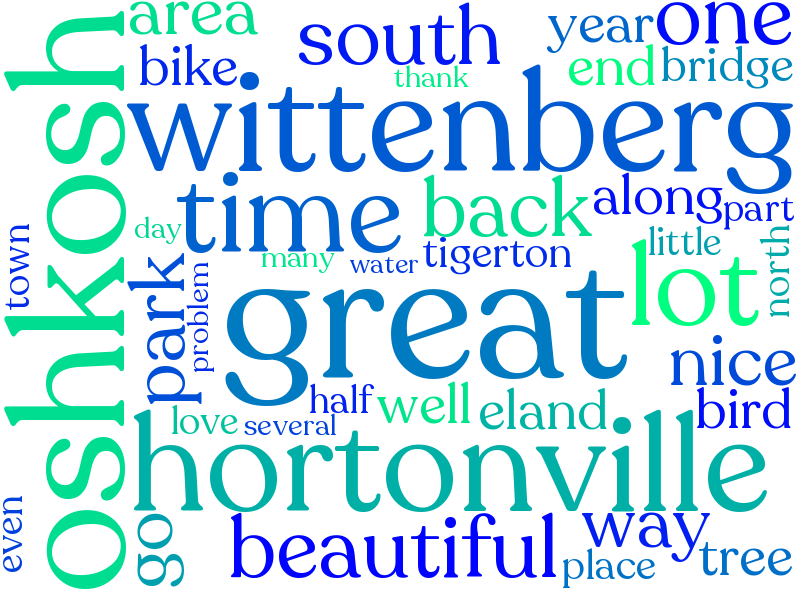 area
south
year
one
bike
thank
end
bridge
oshkosh
wittenberg
time
back
along
part
day
many
water
tigerton
little
north
town
park
problem
great
lot
nice
half
well
eland
bird
love
several
hortonville
even
go
beautiful
way
place
tree